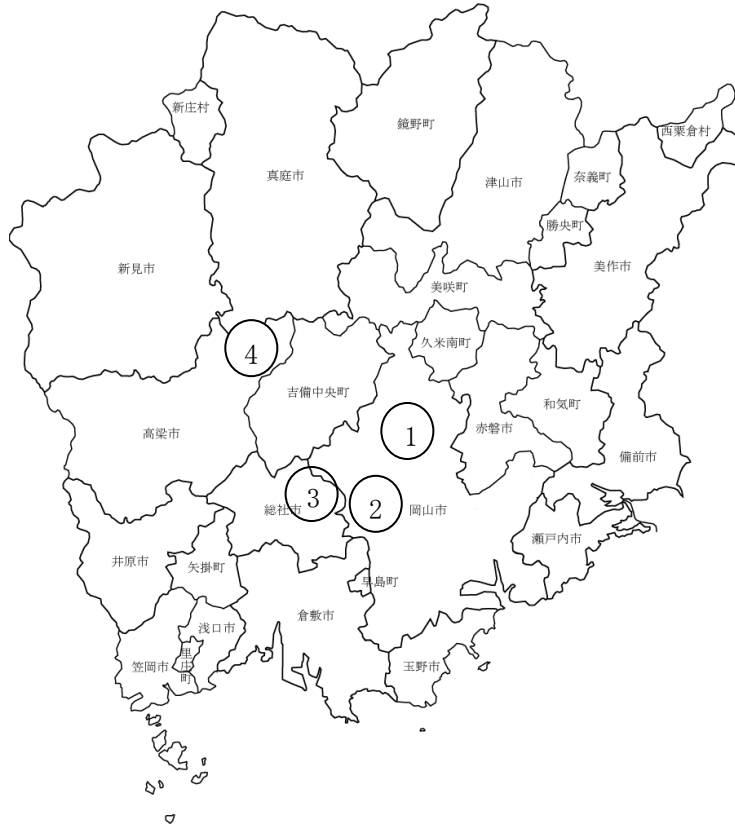 新庄村
鏡野町
西粟倉村
真庭市
津山市
奈義町
勝央町
新見市
美作市
美咲町
久米南町
4
吉備中央町
和気町
高梁市
1
赤磐市
備前市
3
総社市
2
岡山市
瀬戸内市
井原市
矢掛町
早島町
倉敷市
浅口市
里庄町
笠岡市
玉野市